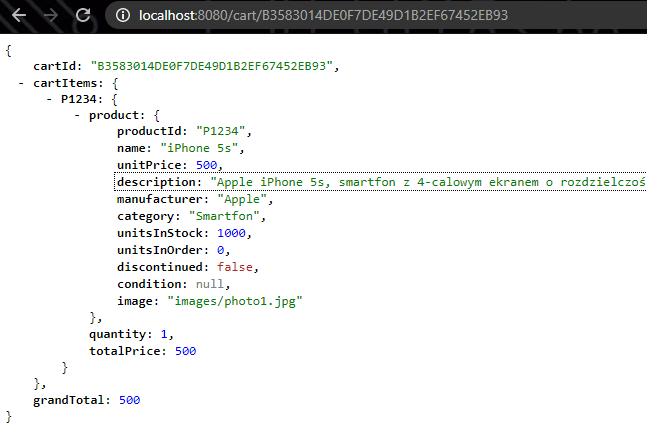 localhost:8080/cart/B3583014DE0F7DE49D1B2EF67452EB93
{
cartId: "B3583014DE0F7DE49D1B2EF67452EB93",
- cartItems: {
- P1234: {
- product: {
productId: "P1234",
name: "iPhone 5s",
unitPrice: 500,
description: "Apple iPhone 5s, smartfon z 4-calowym ekranem o rozdzielczoś
manufacturer: "Apple",
category: "Smartfon",
unitsInStock: 1000,
unitsInOrder: 0,
discontinued: false,
condition: null,
image: "images/photo1.jpg"
},
quantity: 1,
totalPrice: 500
}
},
grandTotal: 500
}